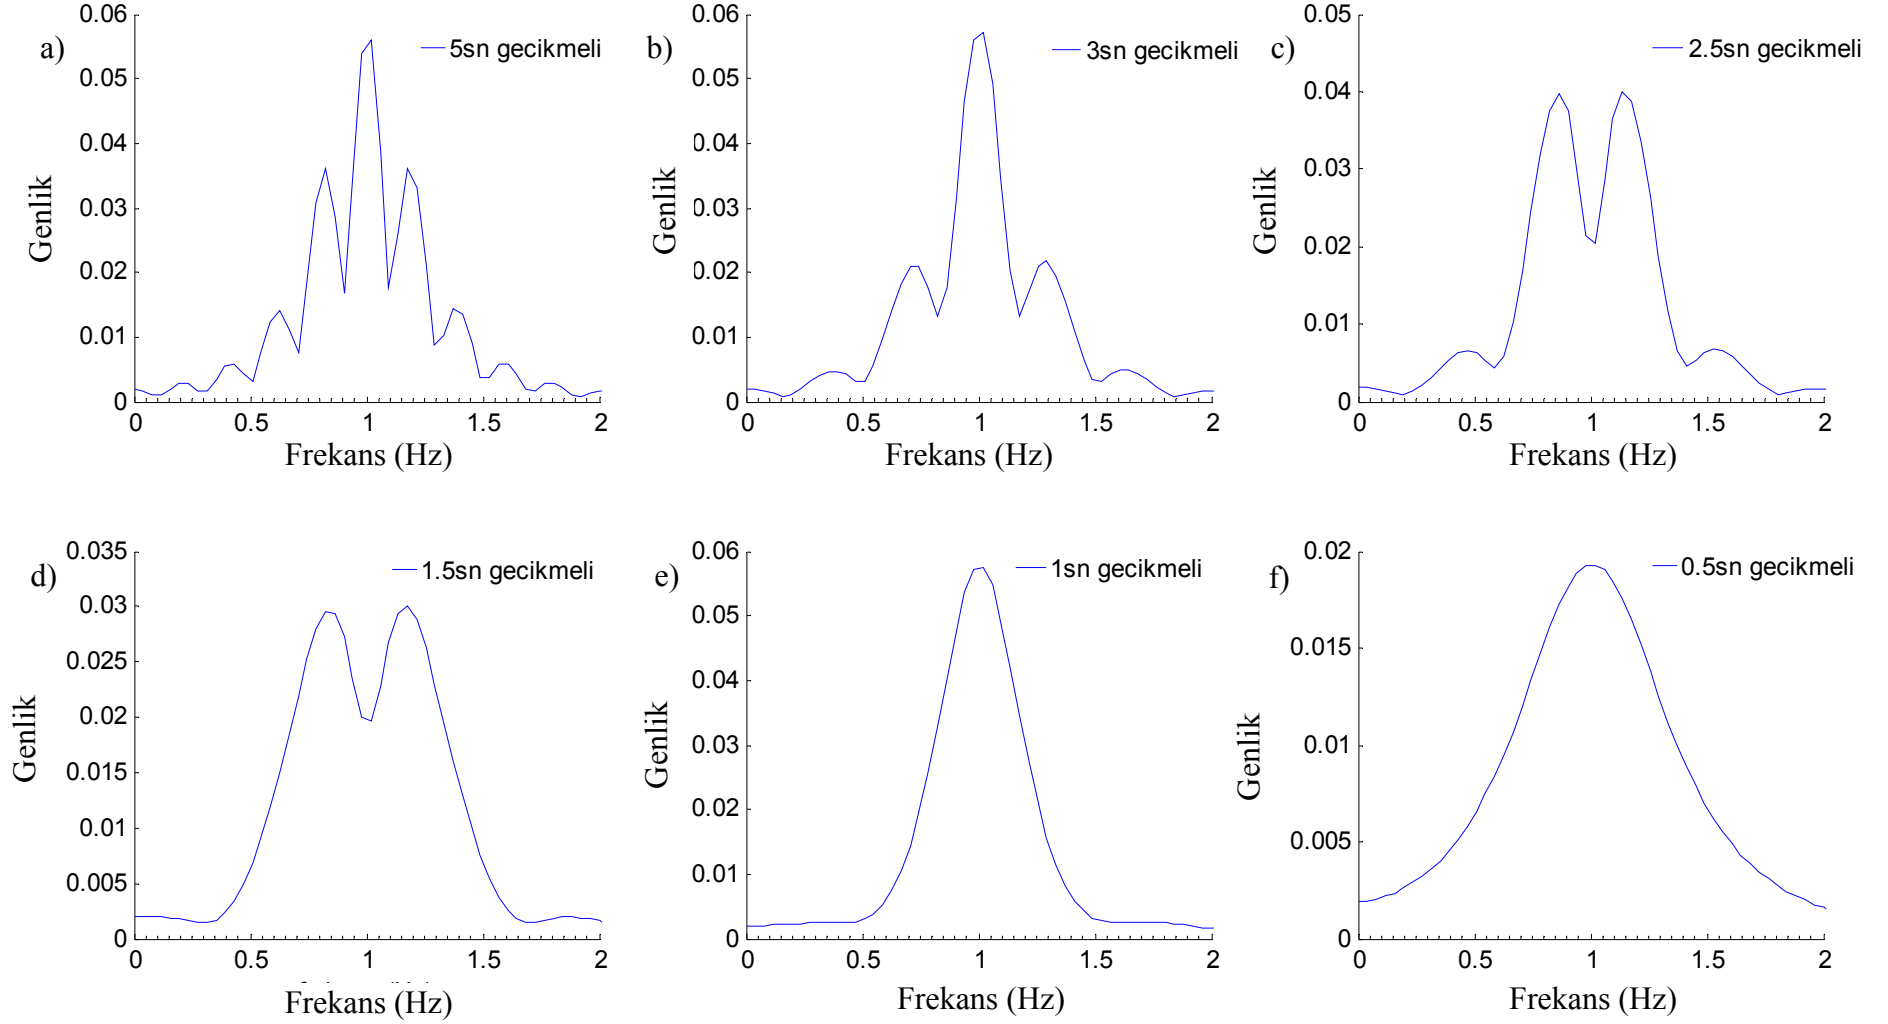 a)
5sn gecikmeli
0.06
0.05
0.04
0.03
0.02
0.01
0
Genlik
0 0.5 1 1.5 2
Frekans (Hz)
b)
3sn gecikmeli
0.06
0.05
0.04
0.03
0.02
0.01
0
Genlik
0 0.5 1 1.5 2
Frekans (Hz)
c)
2.5sn gecikmeli
0.05
0.04
0.03
0.02
0.01
0
Genlik
0 0.5 1 1.5 2
Frekans (Hz)
d)
1.5sn gecikmeli
0.035
0.03
0.025
0.02
0.015
0.01
0.005
0
Genlik
0 0.5 1 1.5 2
Frekans (Hz)
e)
1sn gecikmeli
0.06
0.05
0.04
0.03
0.02
0.01
0
Genlik
0 0.5 1 1.5 2
Frekans (Hz)
f)
0.5sn gecikmeli
0.02
0.015
0.01
0.005
0
Genlik
0 0.5 1 1.5 2
Frekans (Hz)